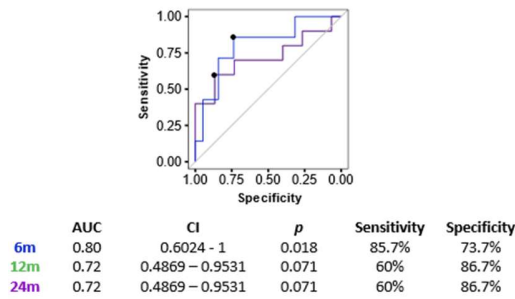 1.00
0.75
0.50
0.25
0.00
Sensitivity
1.00 0.75 0.50 0.25 0.00
Specificity
AUC CI p Sensitivity Specificity
6m 0.80 0.6024 - 1 0.018 85.7% 73.7%
12m 0.72 0.4869 – 0.9531 0.071 60% 86.7%
24m 0.72 0.4869 – 0.9531 0.071 60% 86.7%